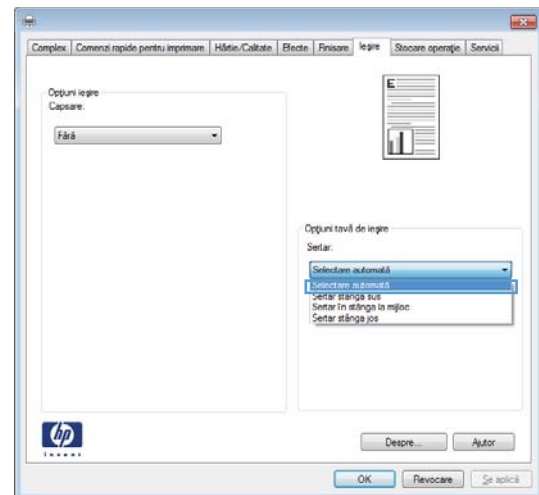 Complex Comenzi rapide pentru imprimare Hârtie/Calitate Efecte Finisare Ieşire Stocare operaţie Servicii
Opţiuni ieşire
Capsare:
Fără
E
Opţiuni tavă de ieşire
Sertar:
Selectare automată
Selectare automată
Sertar stânga sus
Sertar în stânga la mijloc
Sertar stânga jos
hp
invent
Despre... Ajutor
OK Revocare Se aplică